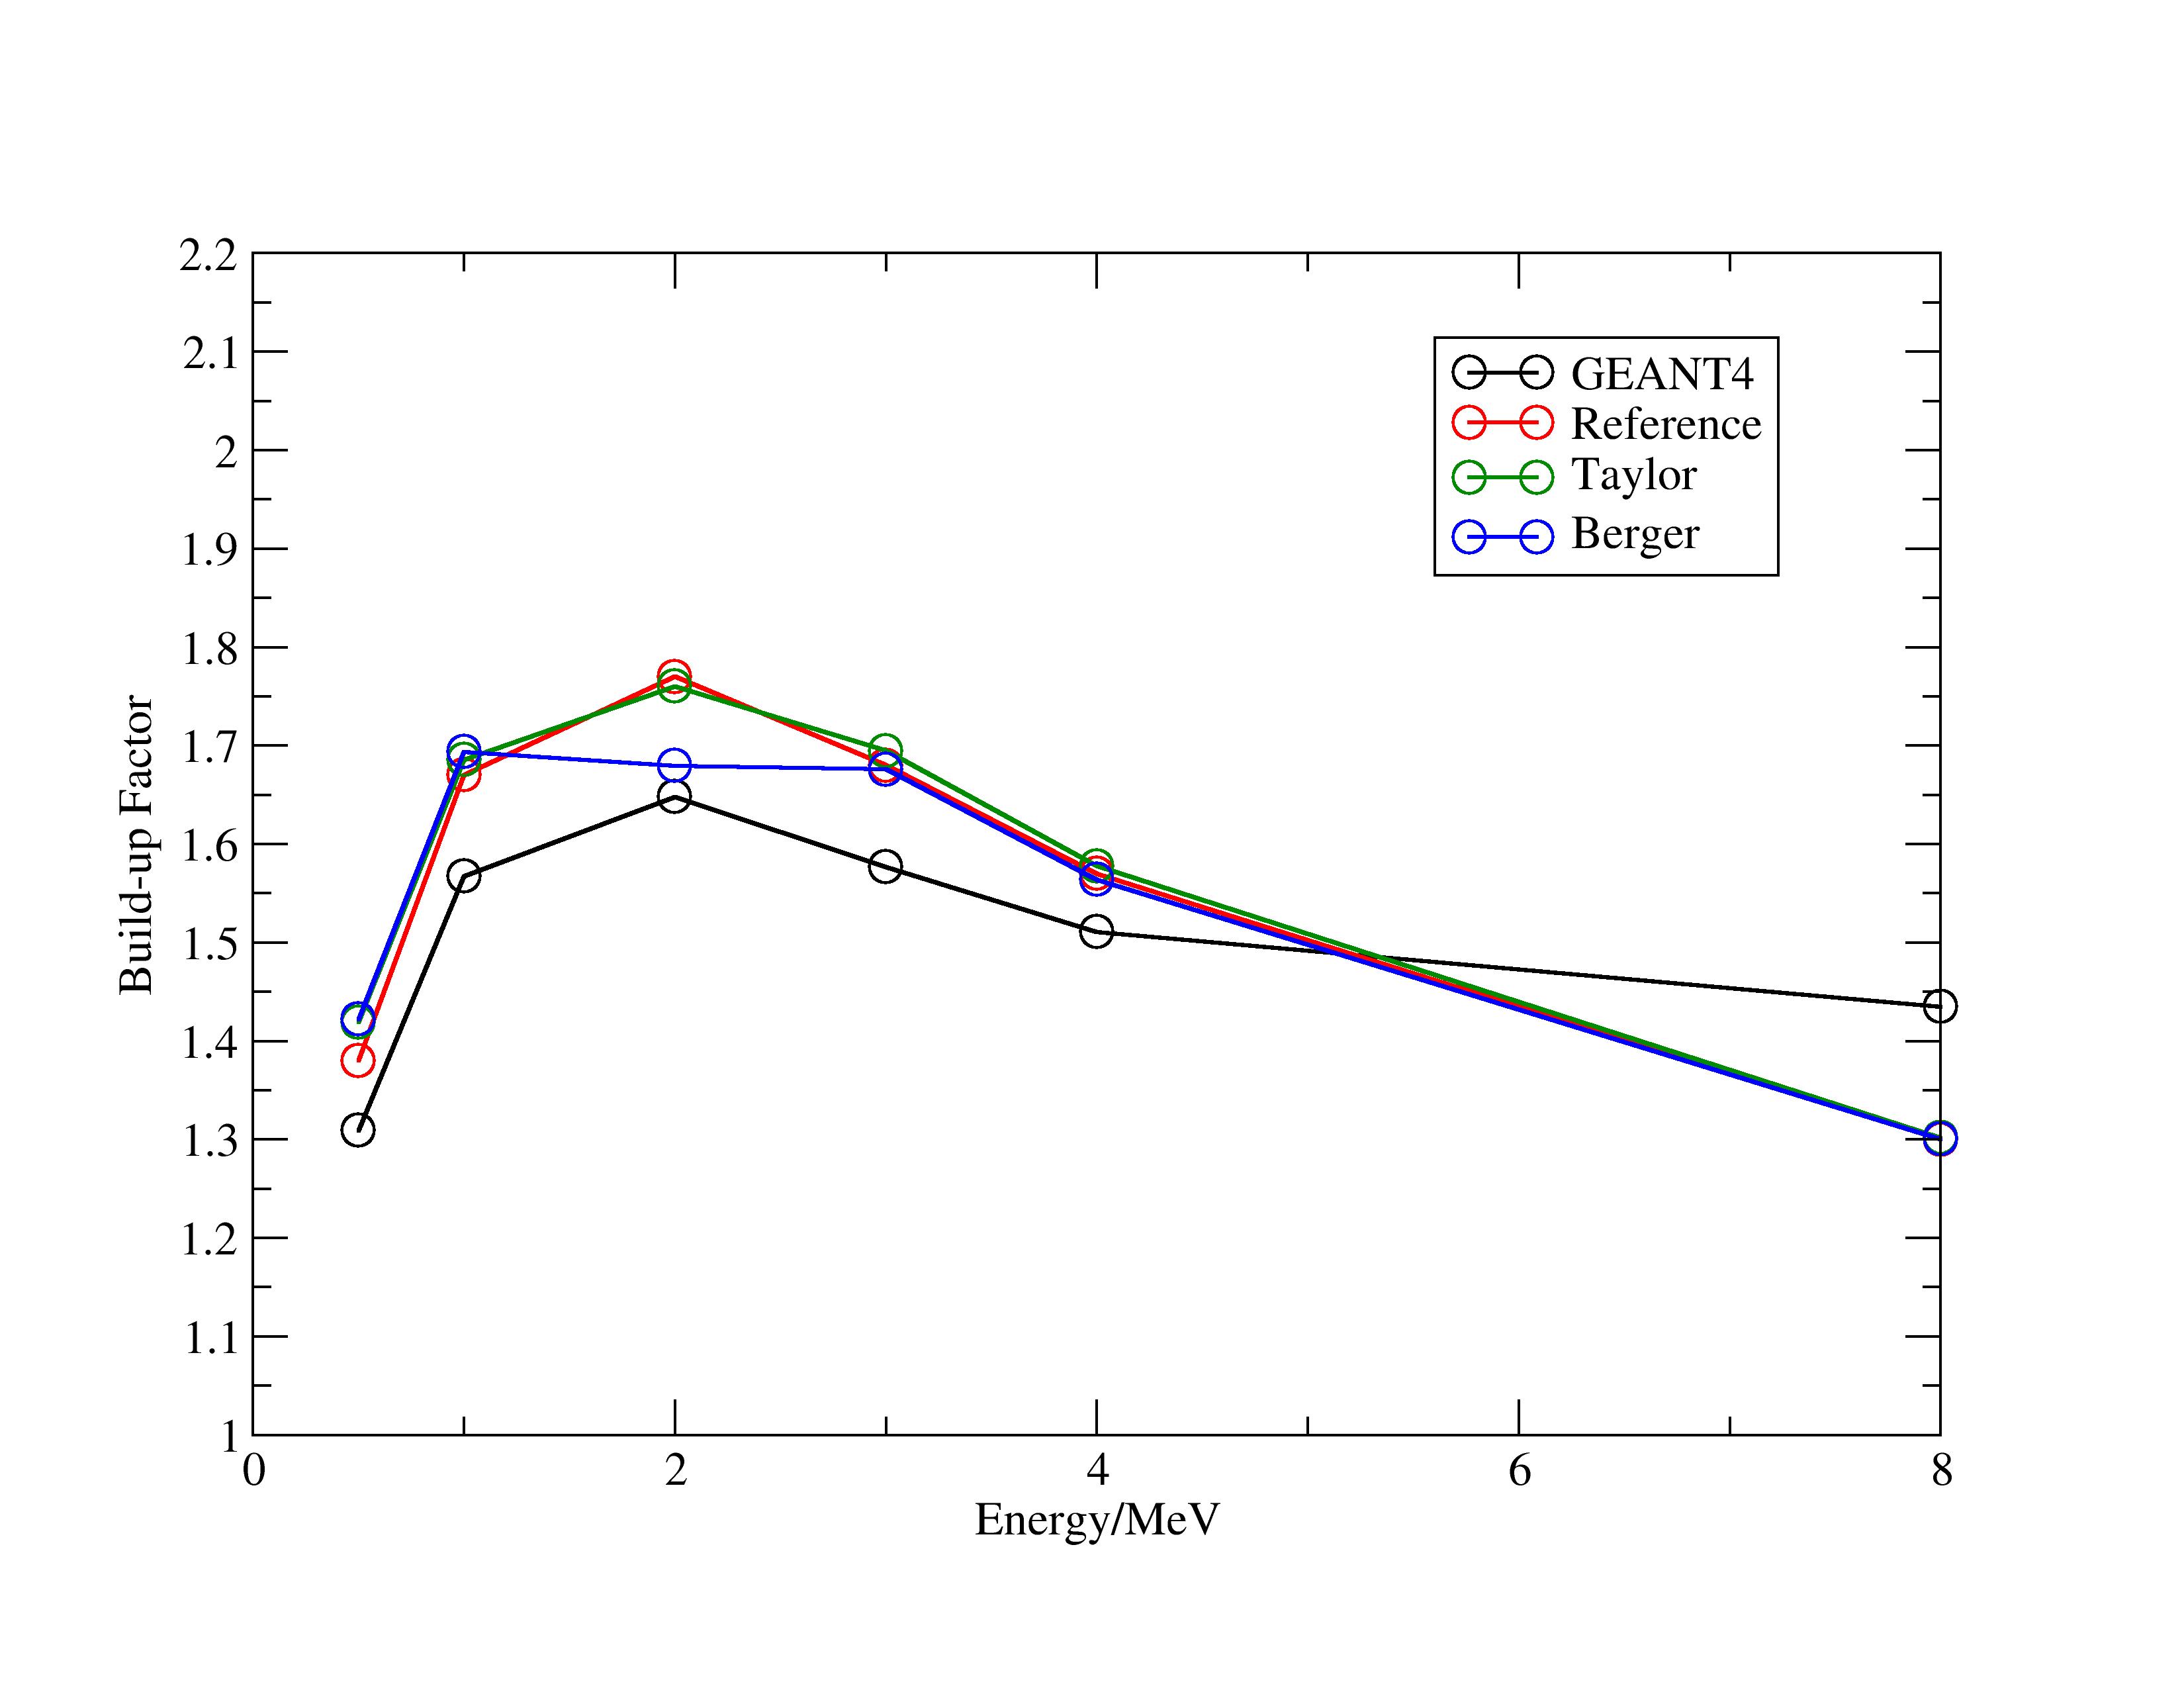 2.2
2.1
2
1.9
1.8
1.7
1.6
1.5
1.4
1.3
1.2
1.1
1
Build-up Factor
GEANT4
Reference
Taylor
Berger
0 2 4 6 8
Energy/MeV